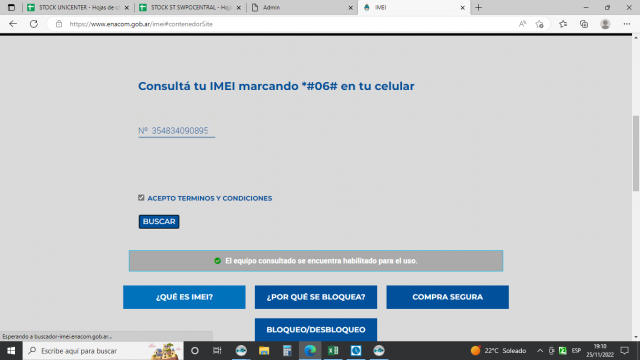 STOCK UNICENTER - Hojas de cá
STOCK ST SWPOCENTRAL - Hoja
Admin
IMEI
https://www.enacom.gob.ar/imei#contenedorSite
Consultá tu IMEI marcando *#06# en tu celular
Nº 354834090895
ACEPTO TERMINOS Y CONDICIONES
BUSCAR
El equipo consultado se encuentra habilitado para el uso.
¿QUÉ ES IMEI?
¿POR QUÉ SE BLOQUEA?
COMPRA SEGURA
BLOQUEO/DESBLOQUEO
Esperando a buscador-imei.enacom.gob.ar...
Escribe aquí para buscar
22°C Soleado
ESP
19:10
25/11/2022